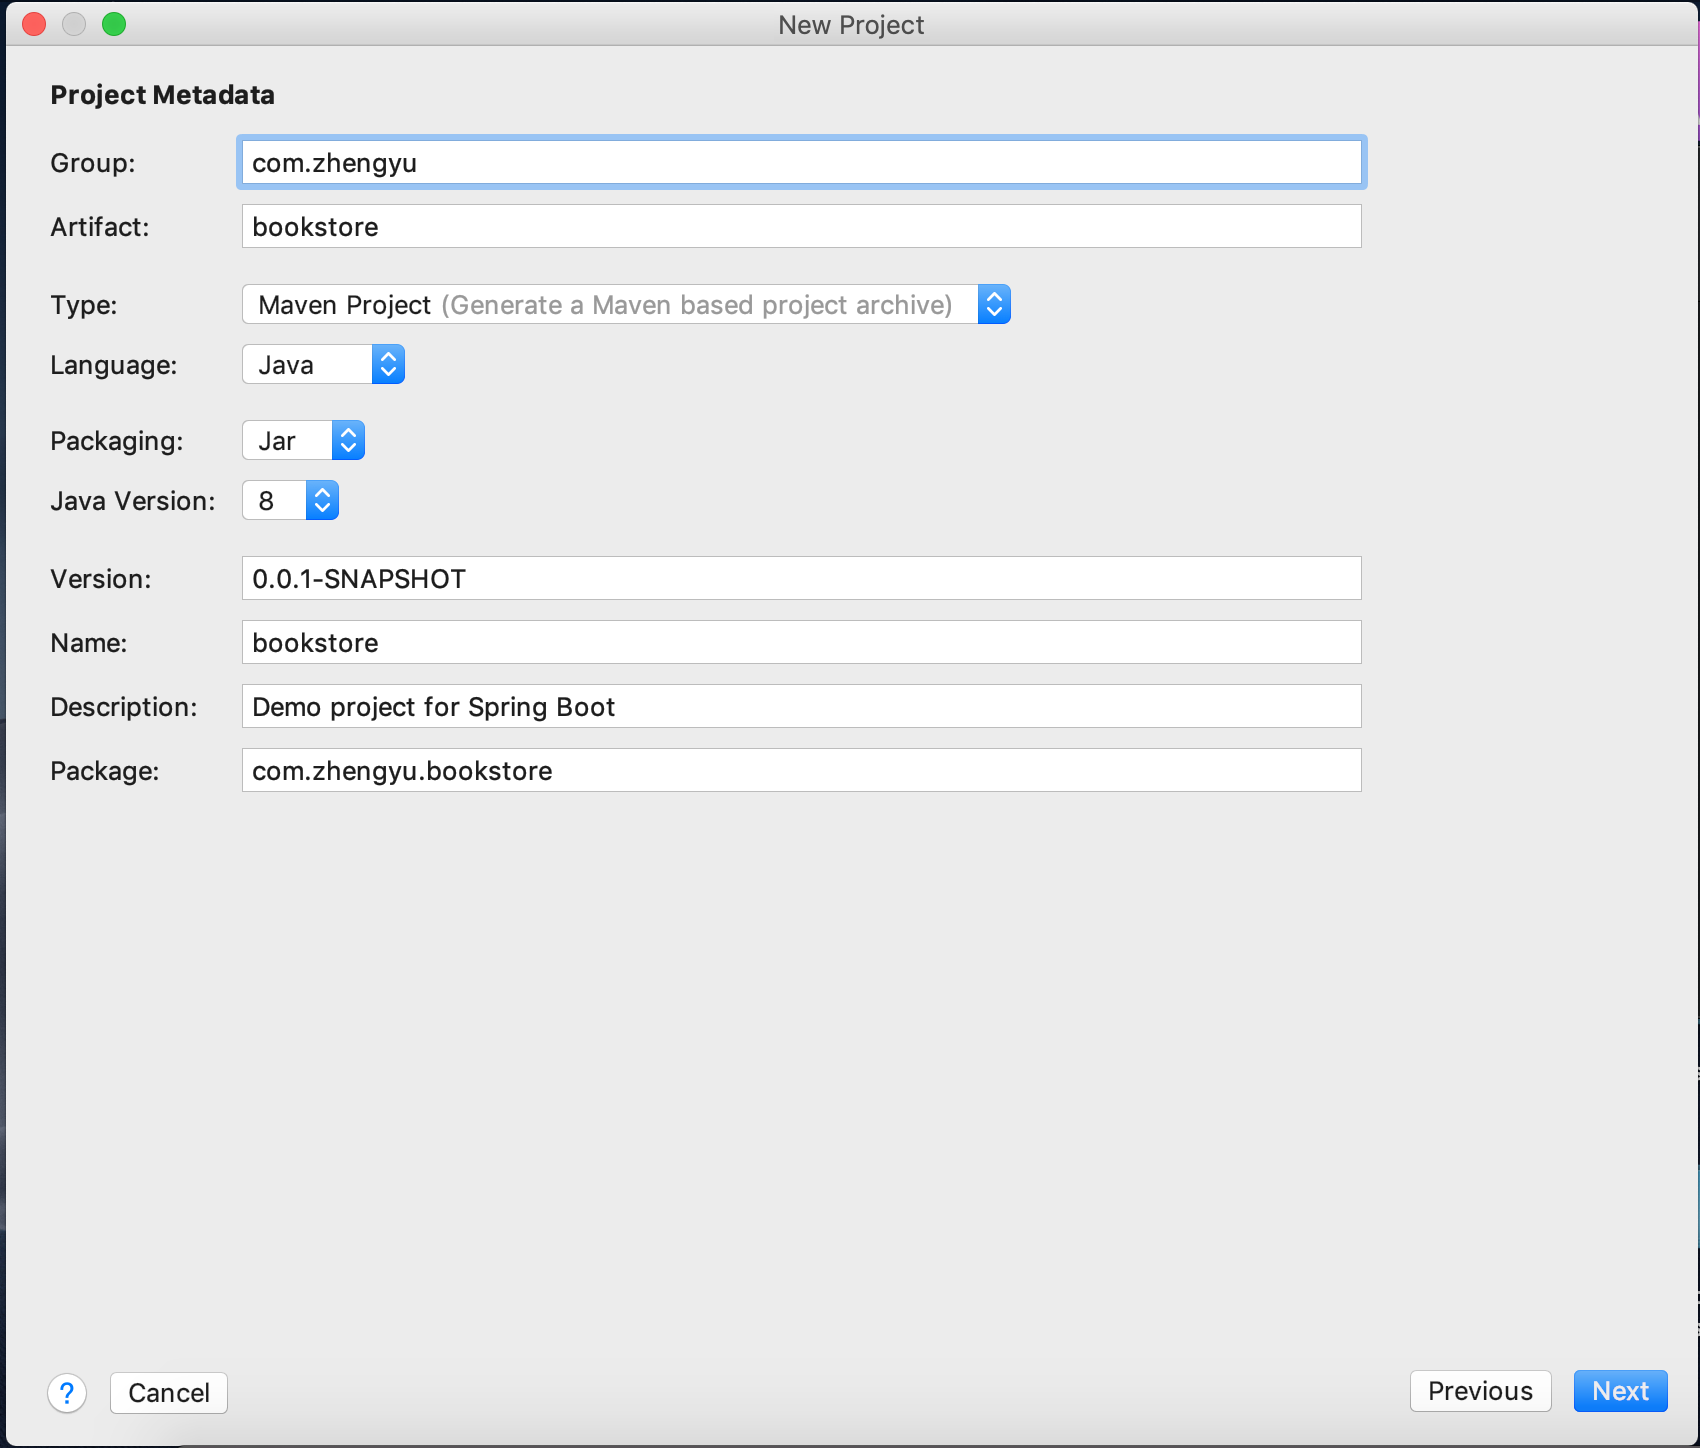 New Project
Project Metadata
Group: com.zhengyu
Artifact: bookstore
Type: Maven Project (Generate a Maven based project archive)
Language: Java
Packaging: Jar
Java Version: 8
Version: 0.0.1-SNAPSHOT
Name: bookstore
Description: Demo project for Spring Boot
Package: com.zhengyu.bookstore
? Cancel Previous Next